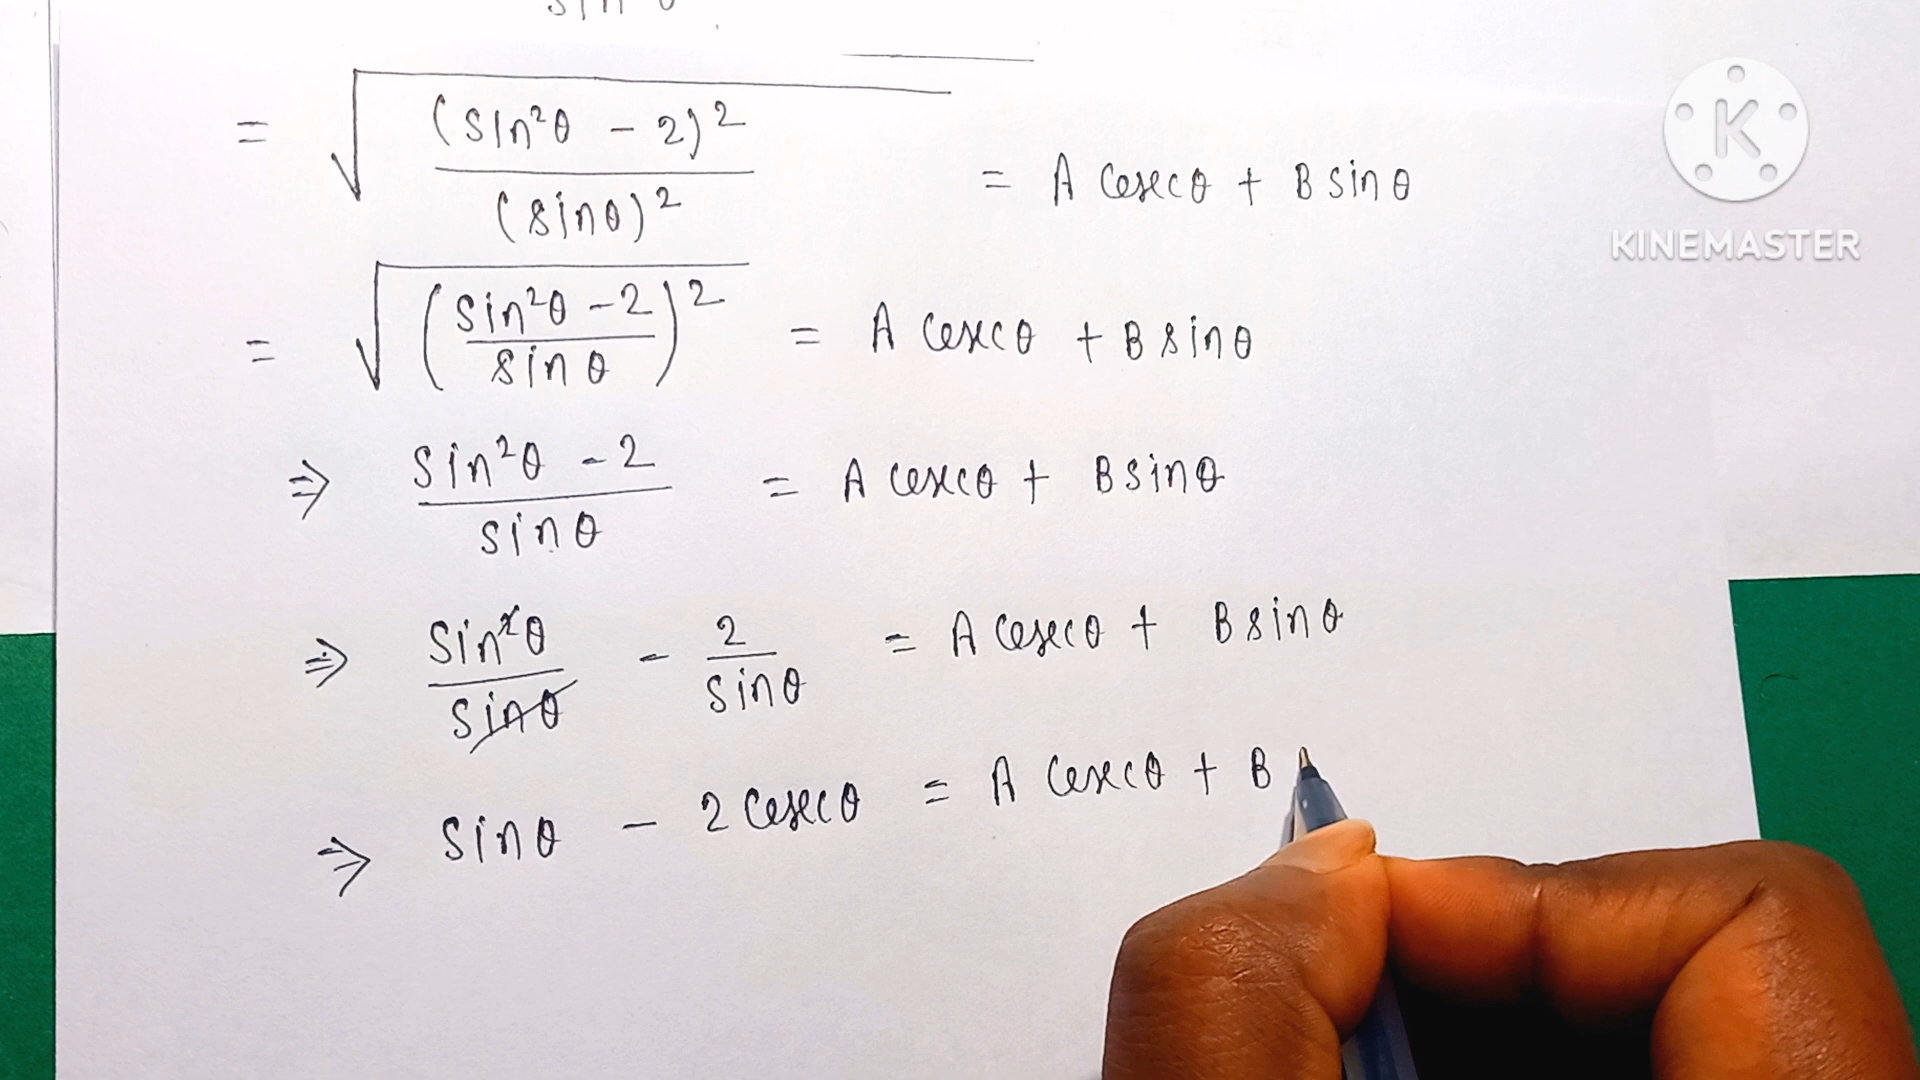 = √((sin²θ - 2)² / (sinθ)²) = A cosecθ + B sinθ
K
KINEMASTER
= √((sin²θ - 2 / sinθ)²) = A cosecθ + B sinθ
⇒ sin²θ - 2 / sinθ = A cosecθ + B sinθ
⇒ sin²θ / sinθ - 2 / sinθ = A cosecθ + B sinθ
⇒ sinθ - 2 cosecθ = A cosecθ + B